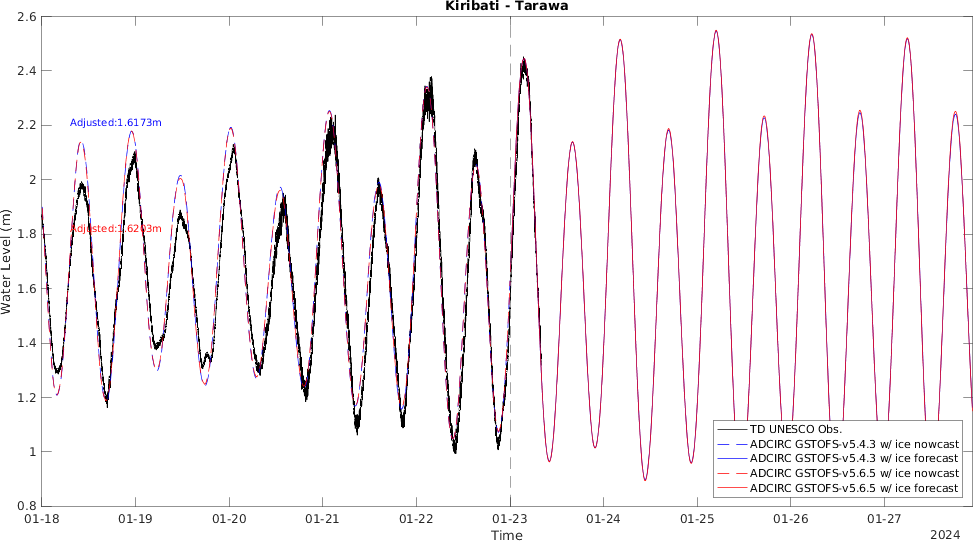 Kiribati - Tarawa
2.6
2.4
2.2
2
1.8
1.6
1.4
1.2
1
0.8
Water Level (m)
Adjusted:1.6173m
Adjusted:1.6203m
TD UNESCO Obs.
ADCIRC GSTOFS-v5.4.3 w/ ice nowcast
ADCIRC GSTOFS-v5.4.3 w/ ice forecast
ADCIRC GSTOFS-v5.6.5 w/ ice nowcast
ADCIRC GSTOFS-v5.6.5 w/ ice forecast
01-18 01-19 01-20 01-21 01-22 01-23 01-24 01-25 01-26 01-27
Time
2024